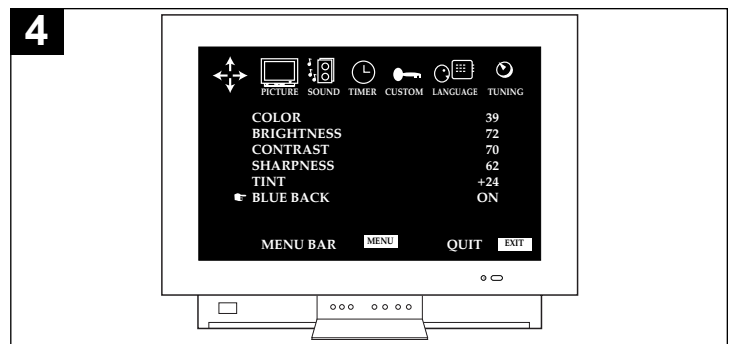 4
PICTURE SOUND TIMER CUSTOM LANGUAGE TUNING
COLOR 39
BRIGHTNESS 72
CONTRAST 70
SHARPNESS 62
TINT +24
BLUE BACK ON
MENU BAR MENU QUIT EXIT